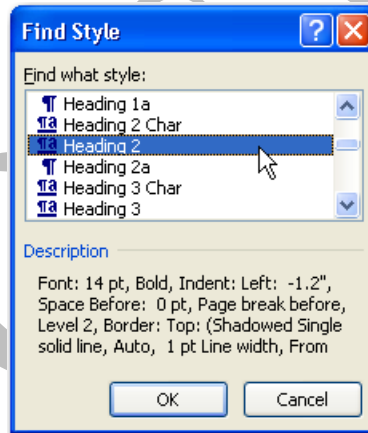 Find Style
Find what style:
¶ Heading 1a
¶a Heading 2 Char
¶a Heading 2
¶ Heading 2a
¶a Heading 3 Char
¶a Heading 3
Description
Font: 14 pt, Bold, Indent: Left:  -1.2",
Space Before:  0 pt, Page break before,
Level 2, Border: Top: (Shadowed Single
solid line, Auto,  1 pt Line width, From
OK Cancel